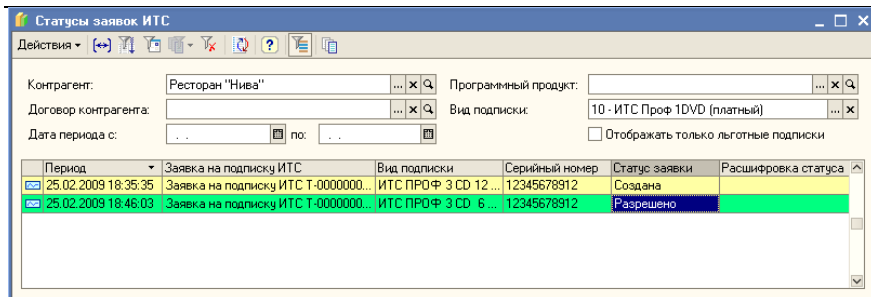 Статусы заявок ИТС
Действия
Контрагент: Ресторан "Нива" Программный продукт:
Договор контрагента: Вид подписки: 10 - ИТС Проф 1DVD (платный)
Дата периода с: . . по: . . Отображать только льготные подписки
Период Заявка на подписку ИТС Вид подписки Серийный номер Статус заявки Расшифровка статуса
25.02.2009 18:35:35 Заявка на подписку ИТС Т-0000000... ИТС ПРОФ 3 CD 12 ... 12345678912 Создана
25.02.2009 18:46:03 Заявка на подписку ИТС Т-0000000... ИТС ПРОФ 3 CD 6 ... 12345678912 Разрешено